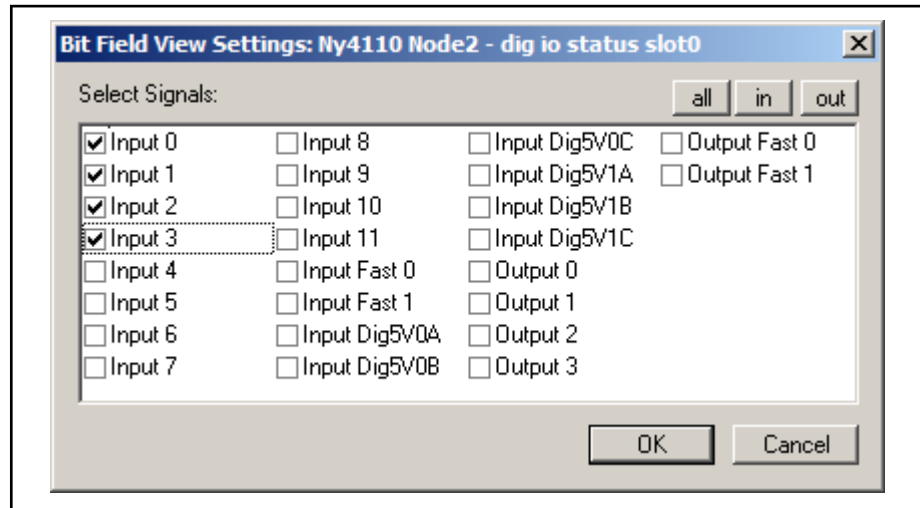 Bit Field View Settings: Ny4110 Node2 - dig io status slot0
Select Signals:
all in out
Input 0 Input 8 Input Dig5V0C Output Fast 0
Input 1 Input 9 Input Dig5V1A Output Fast 1
Input 2 Input 10 Input Dig5V1B
Input 3 Input 11 Input Dig5V1C
Input 4 Input Fast 0 Output 0
Input 5 Input Fast 1 Output 1
Input 6 Input Dig5V0A Output 2
Input 7 Input Dig5V0B Output 3
OK Cancel